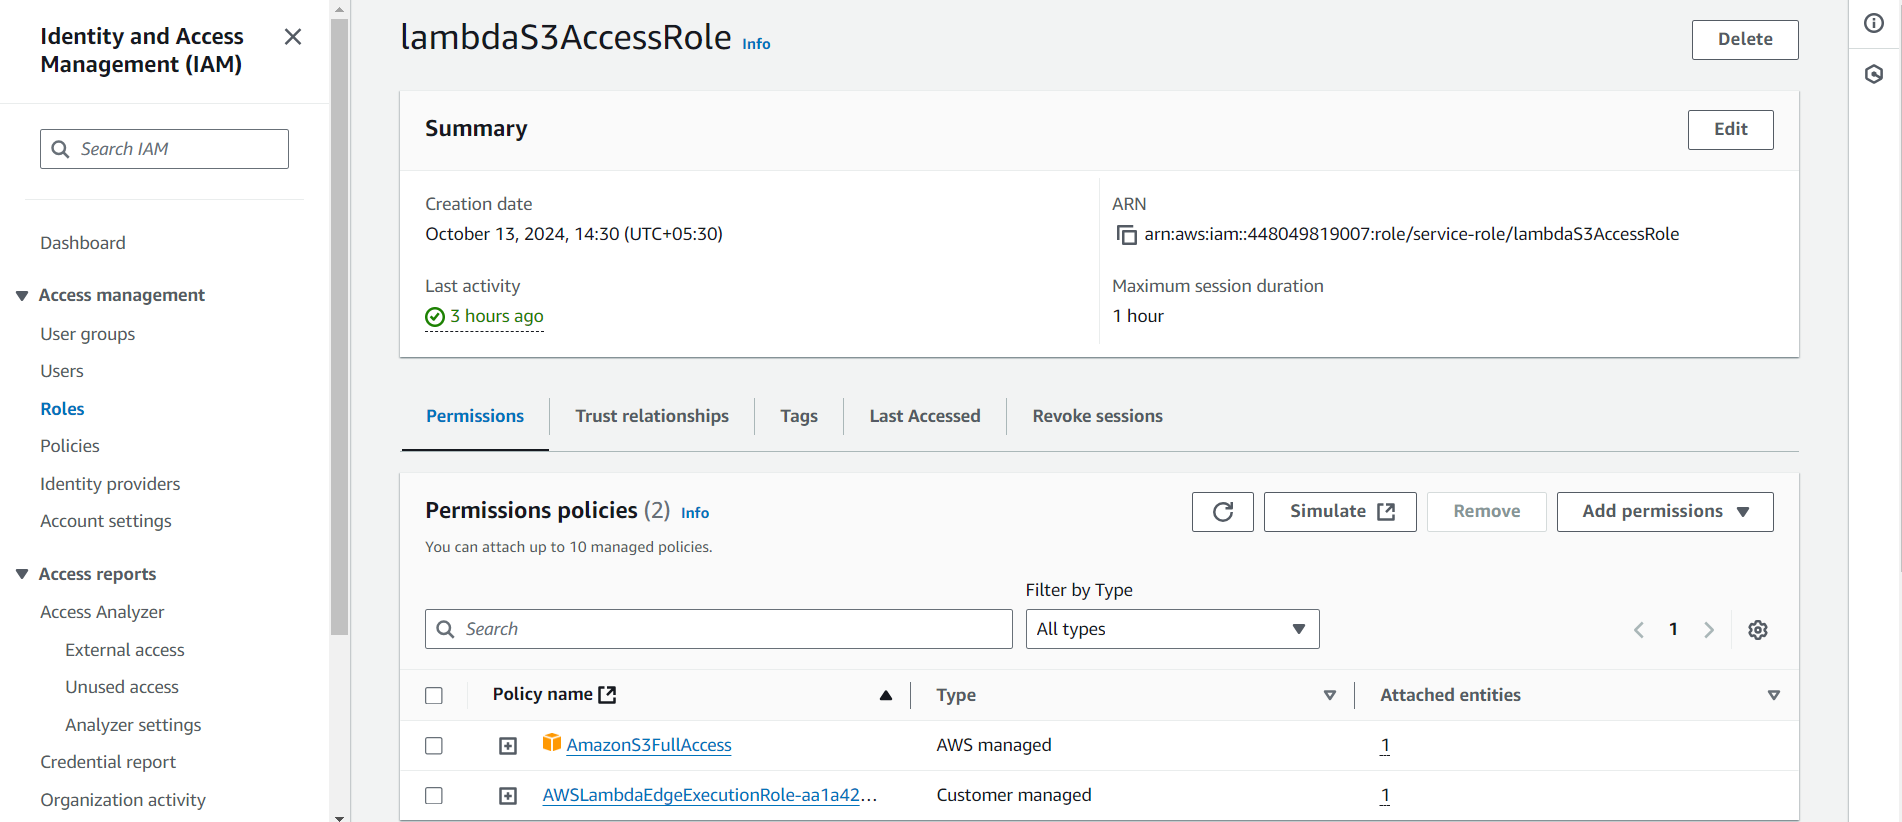 Identity and Access
Management (IAM)
Search IAM
Dashboard
Access management
User groups
Users
Roles
Policies
Identity providers
Account settings
Access reports
Access Analyzer
External access
Unused access
Analyzer settings
Credential report
Organization activity
lambdaS3AccessRole Info
Delete
Summary
Edit
Creation date
October 13, 2024, 14:30 (UTC+05:30)
ARN
arn:aws:iam::448049819007:role/service-role/lambdaS3AccessRole
Last activity
3 hours ago
Maximum session duration
1 hour
Permissions
Trust relationships
Tags
Last Accessed
Revoke sessions
Permissions policies (2) Info
You can attach up to 10 managed policies.
Simulate
Remove
Add permissions
Filter by Type
Search
All types
1
Policy name
Type
Attached entities
AmazonS3FullAccess
AWS managed
1
AWSLambdaEdgeExecutionRole-aa1a42...
Customer managed
1